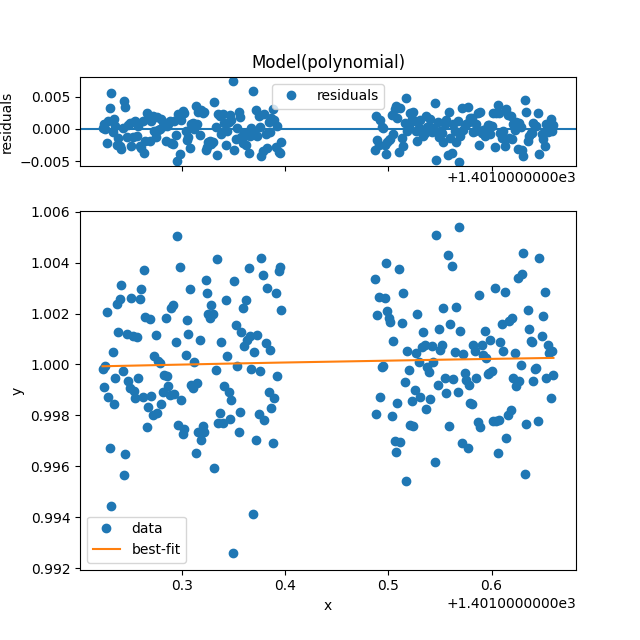 Model(polynomial)
residuals
0.005
0.000
−0.005
residuals
+1.4010000000e3
1.006
1.004
1.002
1.000
0.998
0.996
0.994
0.992
y
data
best-fit
0.3 0.4 0.5 0.6
x
+1.4010000000e3